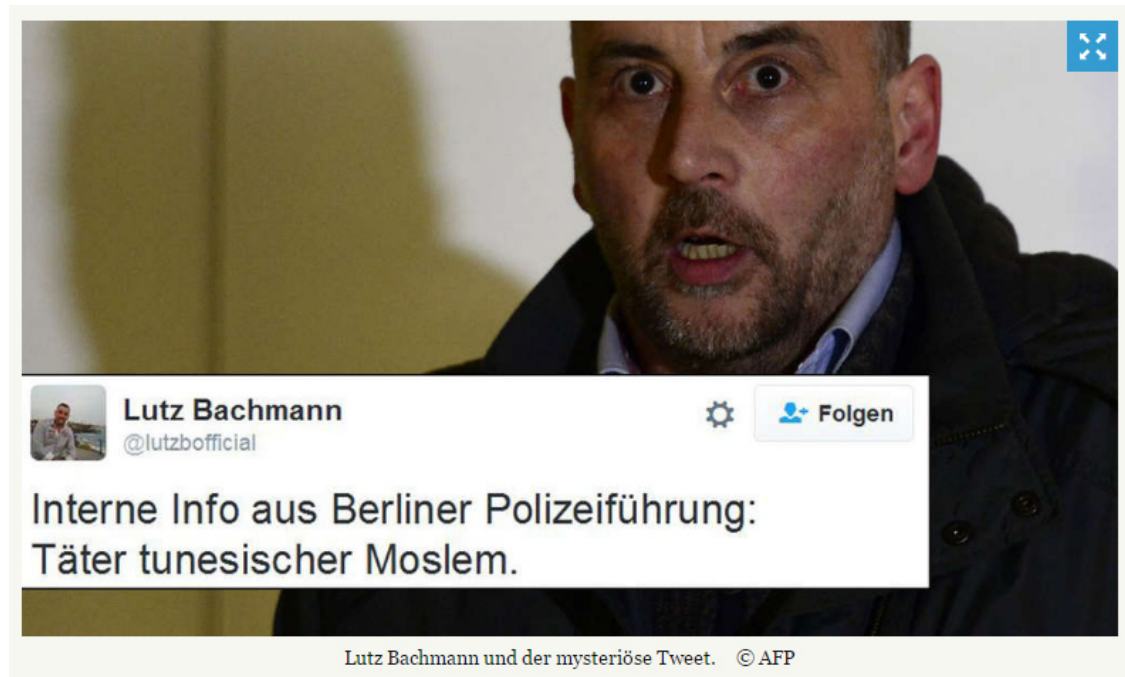 Lutz Bachmann
@lutzbofficial
Folgen
Interne Info aus Berliner Polizeiführung:
Täter tunesischer Moslem.
Lutz Bachmann und der mysteriöse Tweet. © AFP